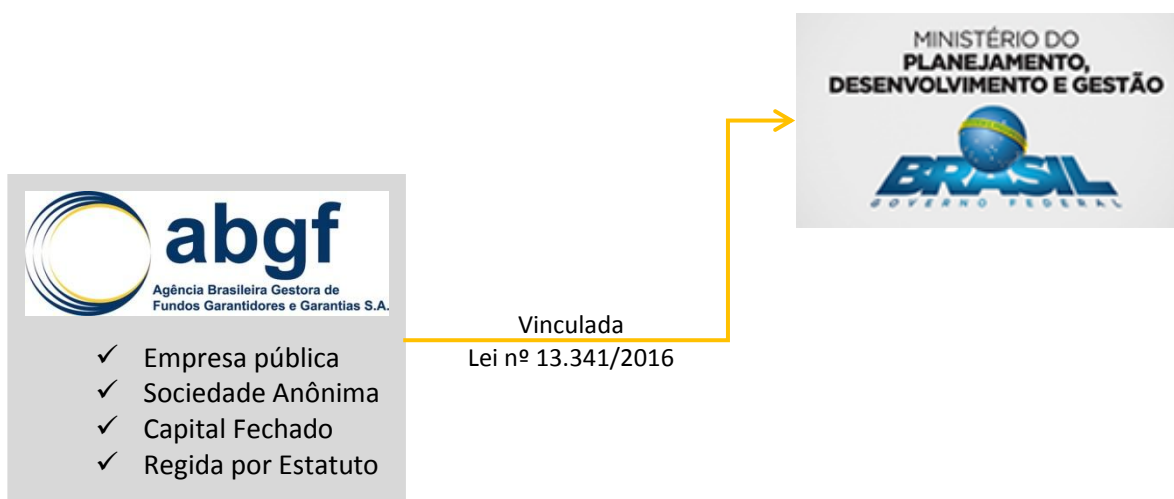 MINISTÉRIO DO
PLANEJAMENTO,
DESENVOLVIMENTO E GESTÃO
BRASIL
GOVERNO FEDERAL
abgf
Agência Brasileira Gestora de
Fundos Garantidores e Garantias S.A.
Vinculada
Lei nº 13.341/2016
✓ Empresa pública
✓ Sociedade Anônima
✓ Capital Fechado
✓ Regida por Estatuto